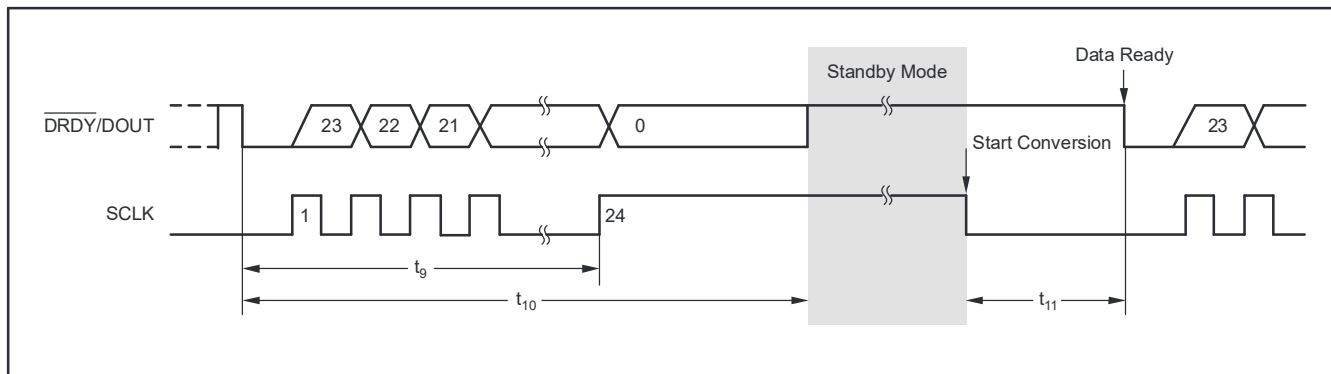 Data Ready
Standby Mode
DRDY/DOUT 23 22 21 0 23
Start Conversion
SCLK 1 24
t9
t10 t11